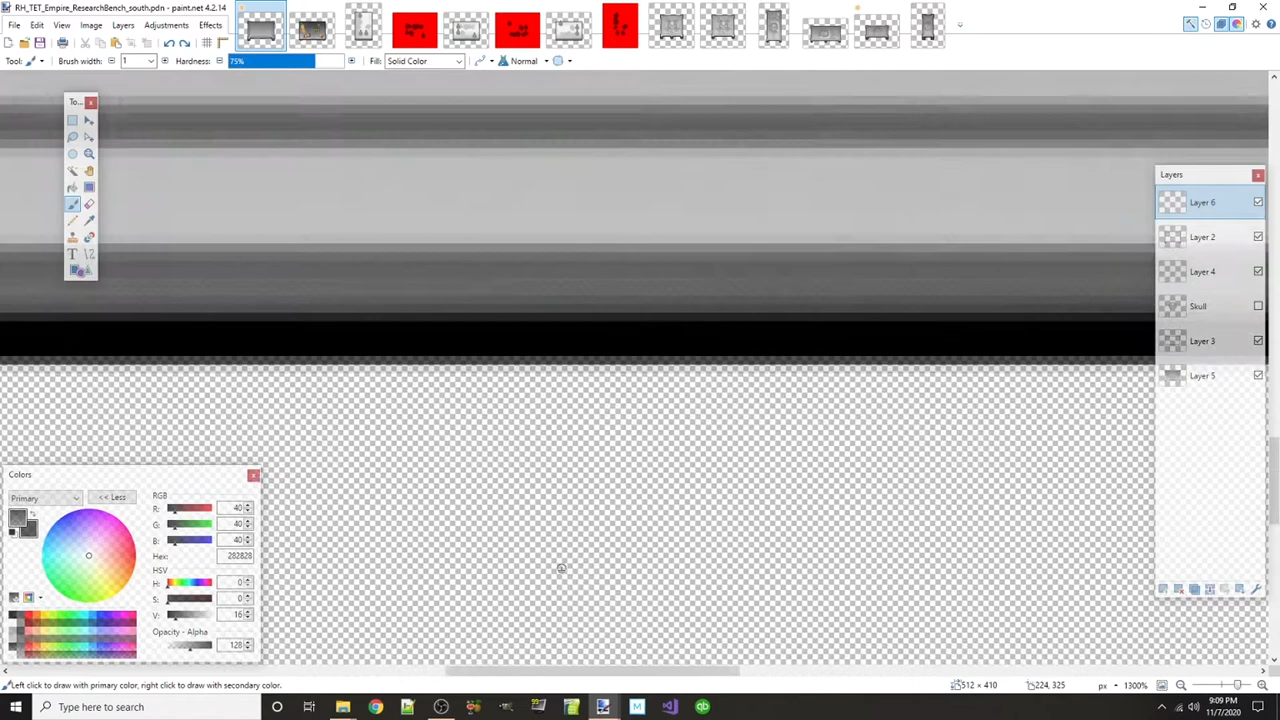 RH_TET_Empire_ResearchBench_south.pdn - paint.net 4.2.14
File Edit View Image Layers Adjustments Effects
Tool: Brush width: 1 Hardness: 75% Fill: Solid Color Normal
To...
Layers
Layer 6
Layer 2
Layer 4
Skull
Layer 3
Layer 5
Colors
Primary << Less
RGB
R: 40
G: 40
B: 40
Hex: 282828
HSV
H: 0
S: 0
V: 16
Opacity - Alpha
128
Left click to draw with primary color, right click to draw with secondary color.
512 × 410 224, 325 px 1300%
Type here to search
9:09 PM
11/7/2020